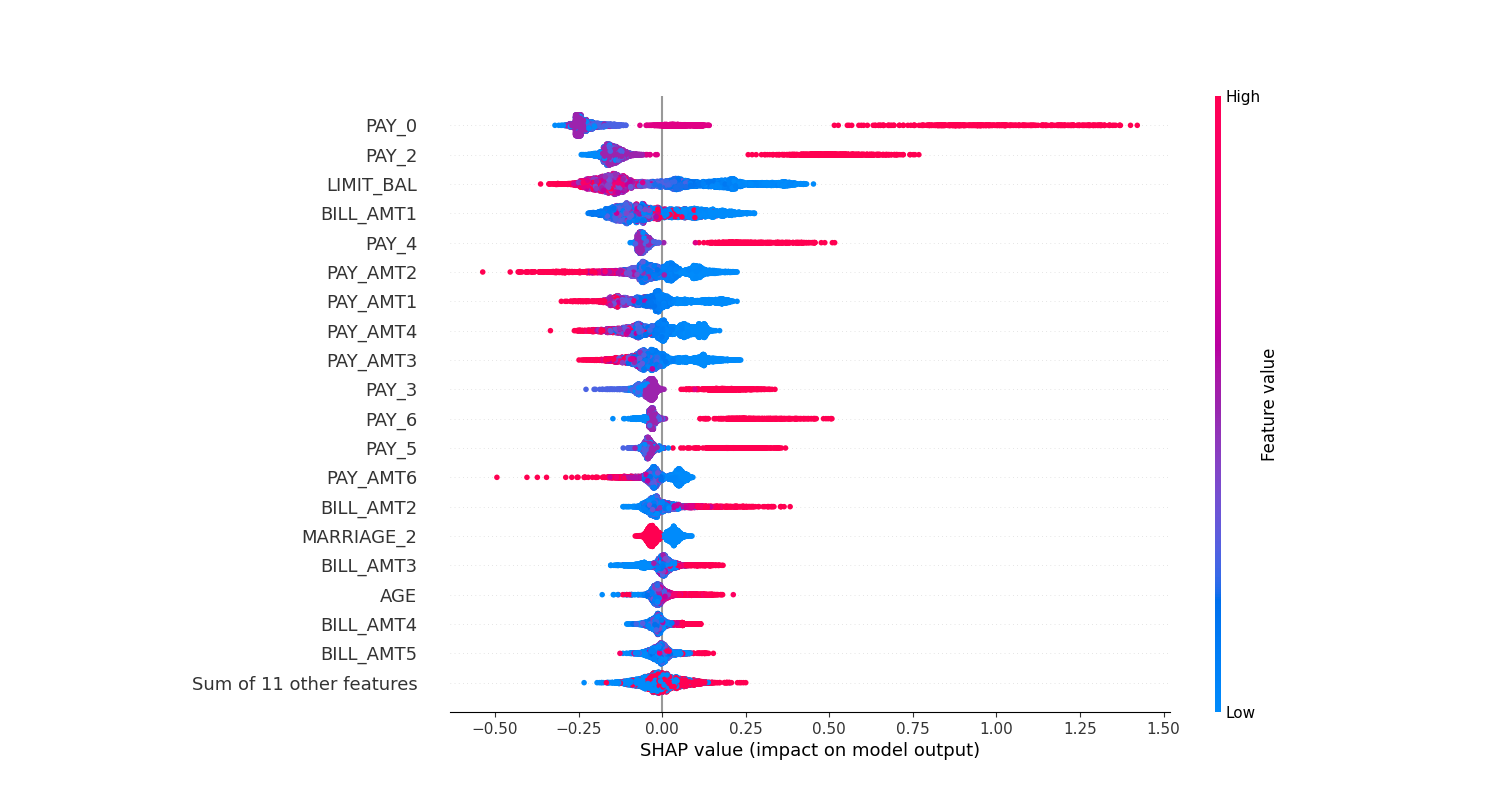 High
PAY_0
PAY_2
LIMIT_BAL
BILL_AMT1
PAY_4
PAY_AMT2
PAY_AMT1
PAY_AMT4
PAY_AMT3
PAY_3
PAY_6
PAY_5
PAY_AMT6
BILL_AMT2
MARRIAGE_2
BILL_AMT3
AGE
BILL_AMT4
BILL_AMT5
Sum of 11 other features
Feature value
Low
−0.50 −0.25 0.00 0.25 0.50 0.75 1.00 1.25 1.50
SHAP value (impact on model output)